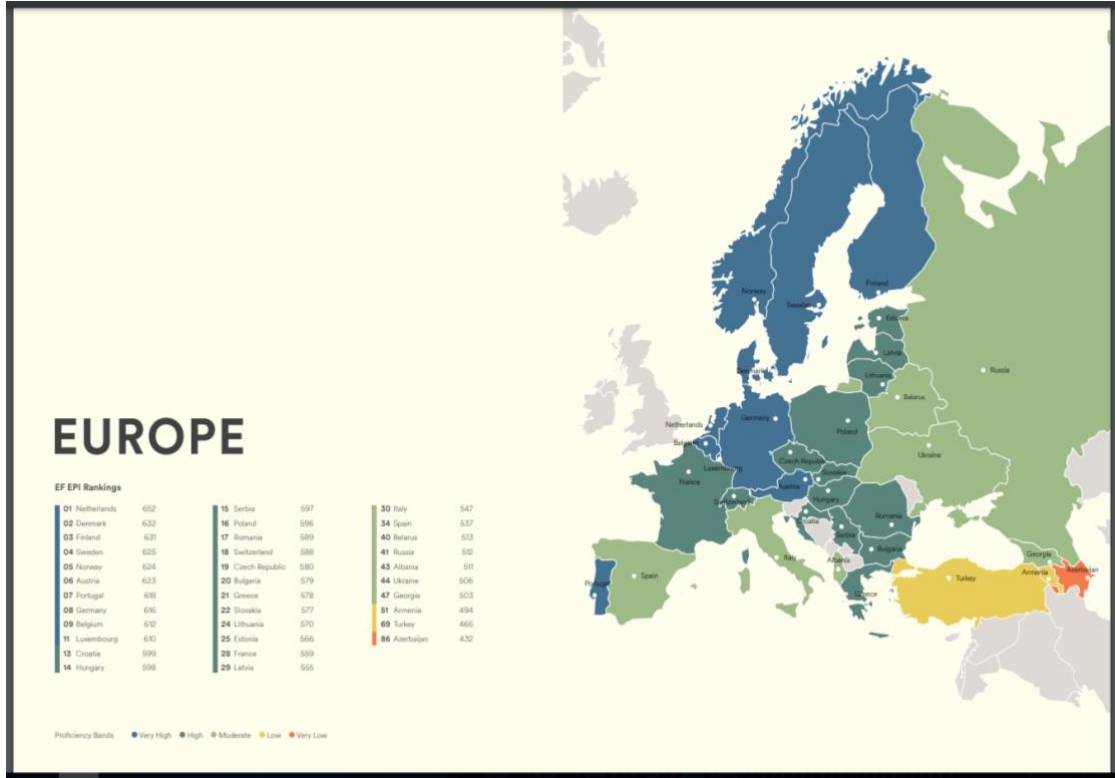 EUROPE
EF EPI Rankings
01 Netherlands 652
02 Denmark 632
03 Finland 631
04 Sweden 625
05 Norway 624
06 Austria 623
07 Portugal 618
08 Germany 616
09 Belgium 612
11 Luxembourg 610
13 Croatia 599
14 Hungary 598
15 Serbia 597
16 Poland 596
17 Romania 589
18 Switzerland 588
19 Czech Republic 580
20 Bulgaria 579
21 Greece 578
22 Slovakia 577
24 Lithuania 570
25 Estonia 566
28 France 559
29 Latvia 555
30 Italy 547
34 Spain 537
40 Belarus 513
41 Russia 512
43 Albania 511
44 Ukraine 506
47 Georgia 503
51 Armenia 494
69 Turkey 465
86 Azerbaijan 432
Proficiency Bands Very High High Moderate Low Very Low
Norway
Sweden
Finland
Estonia
Latvia
Lithuania
Denmark
Russia
Belarus
Netherlands
Germany
Poland
Belgium
Ukraine
Luxembourg
Czech Republic
France
Slovakia
Austria
Switzerland
Hungary
Romania
Croatia
Serbia
Bulgaria
Italy
Albania
Georgia
Portugal
Spain
Greece
Turkey
Armenia
Azerbaijan